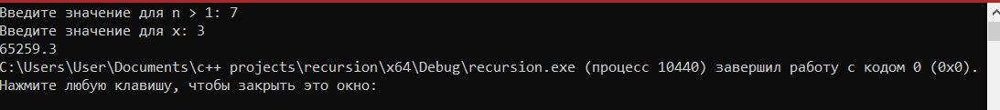 Введите значение для n > 1: 7
Введите значение для x: 3
65259.3
C:\Users\User\Documents\c++ projects\recursion\x64\Debug\recursion.exe (процесс 10440) завершил работу с кодом 0 (0x0).
Нажмите любую клавишу, чтобы закрыть это окно: